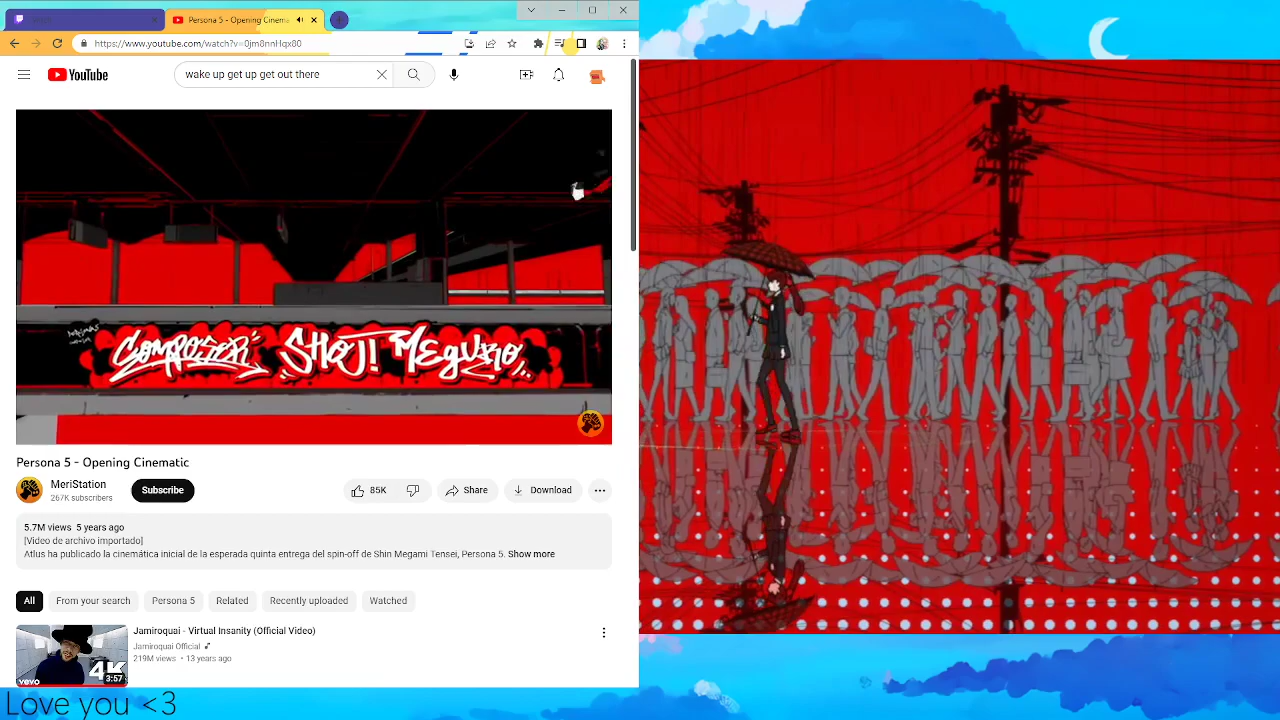 Persona 5 - Opening Cinema
https://www.youtube.com/watch?v=0jm8nnHqx80
YouTube
wake up get up get out there
COMPOSER SHOJI MEGURO
Persona 5 - Opening Cinematic
MeriStation
267K subscribers
Subscribe
85K
Share
Download
5.7M views 5 years ago
[Video de archivo importado]
Atlus ha publicado la cinemática inicial de la esperada quinta entrega del spin-off de Shin Megami Tensei, Persona 5. Show more
All
From your search
Persona 5
Related
Recently uploaded
Watched
Jamiroquai - Virtual Insanity (Official Video)
Jamiroquai Official
219M views • 13 years ago
vevo
4K
3:57
Love you <3